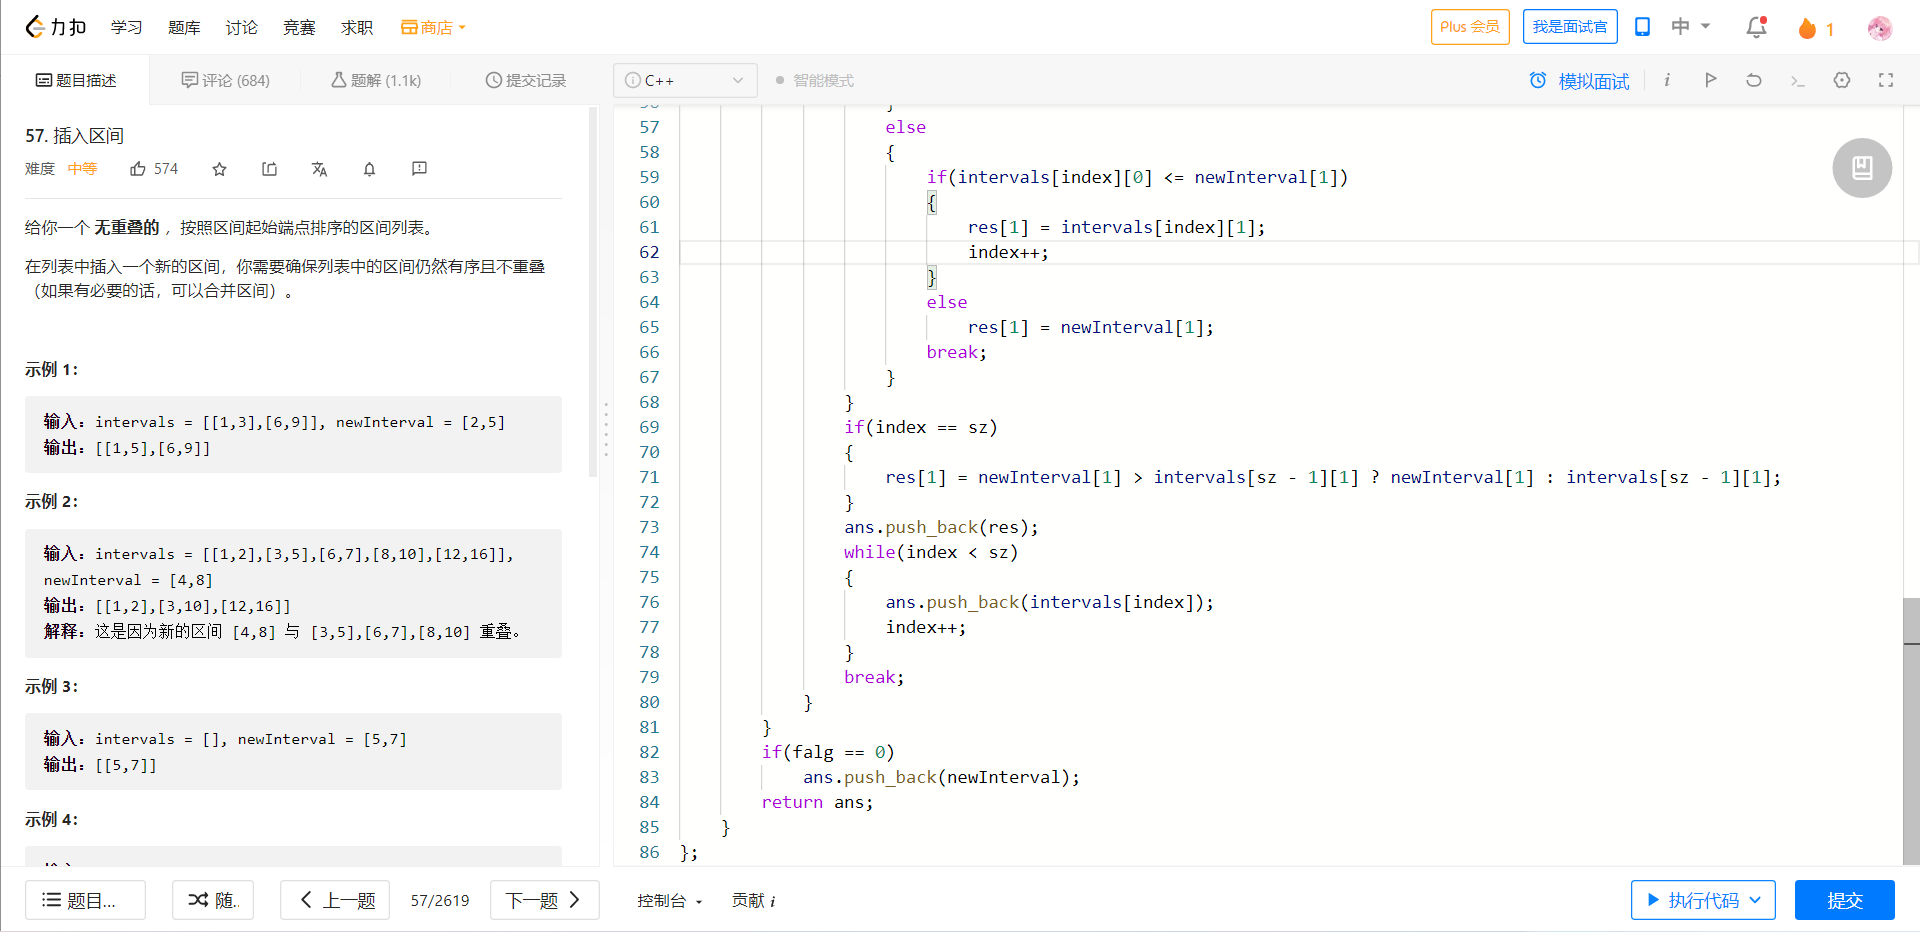 力扣 学习 题库 讨论 竞赛 求职 商店 Plus 会员 我是面试官 中 1
题目描述 评论 (684) 题解 (1.1k) 提交记录 C++ 智能模式 模拟面试
57. 插入区间
难度 中等 574
给你一个 无重叠的 ，按照区间起始端点排序的区间列表。
在列表中插入一个新的区间，你需要确保列表中的区间仍然有序且不重叠
（如果有必要的话，可以合并区间）。
示例 1：
输入：intervals = [[1,3],[6,9]], newInterval = [2,5]
输出：[[1,5],[6,9]]
示例 2：
输入：intervals = [[1,2],[3,5],[6,7],[8,10],[12,16]],
newInterval = [4,8]
输出：[[1,2],[3,10],[12,16]]
解释：这是因为新的区间 [4,8] 与 [3,5],[6,7],[8,10] 重叠。
示例 3：
输入：intervals = [], newInterval = [5,7]
输出：[[5,7]]
示例 4：
57 else
58 {
59 if(intervals[index][0] <= newInterval[1])
60 {
61 res[1] = intervals[index][1];
62 index++;
63 }
64 else
65 res[1] = newInterval[1];
66 break;
67 }
68 }
69 if(index == sz)
70 {
71 res[1] = newInterval[1] > intervals[sz - 1][1] ? newInterval[1] : intervals[sz - 1][1];
72 }
73 ans.push_back(res);
74 while(index < sz)
75 {
76 ans.push_back(intervals[index]);
77 index++;
78 }
79 break;
80 }
81 }
82 if(falg == 0)
83 ans.push_back(newInterval);
84 return ans;
85 }
86 };
题目... 随.. 上一题 57/2619 下一题 控制台 贡献 i 执行代码 提交